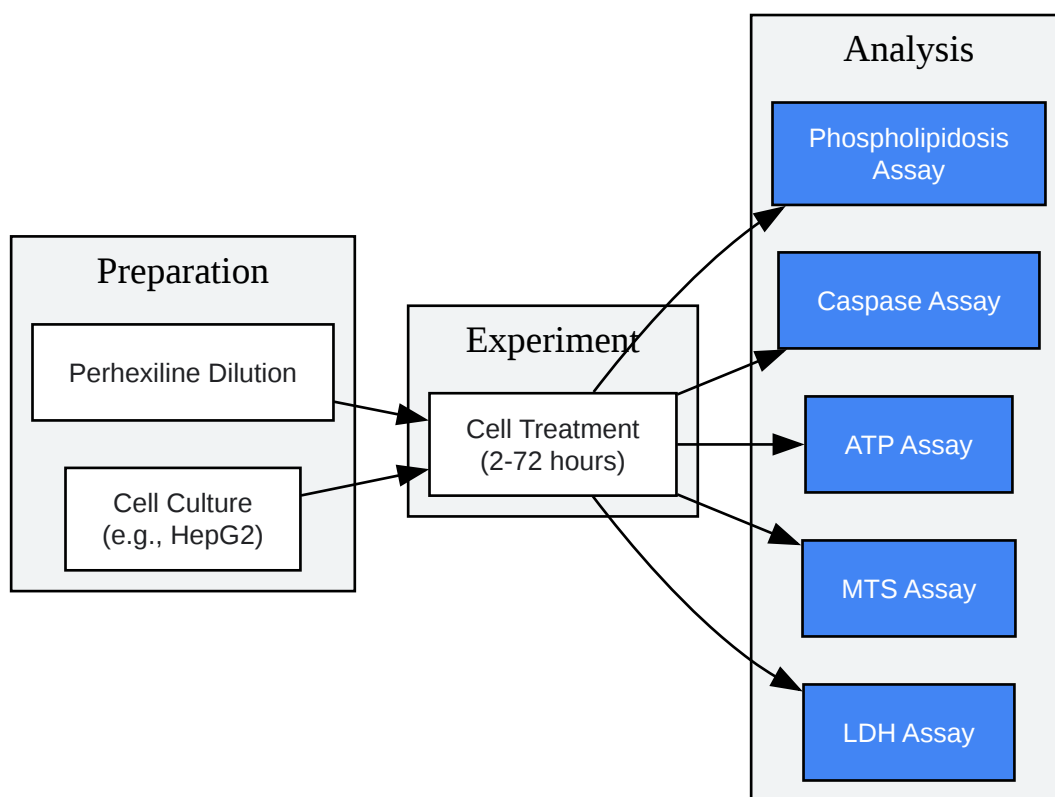 Preparation
Perhexiline Dilution
Cell Culture
(e.g., HepG2)
Experiment
Cell Treatment
(2-72 hours)
Analysis
Phospholipidosis
Assay
Caspase Assay
ATP Assay
MTS Assay
LDH Assay